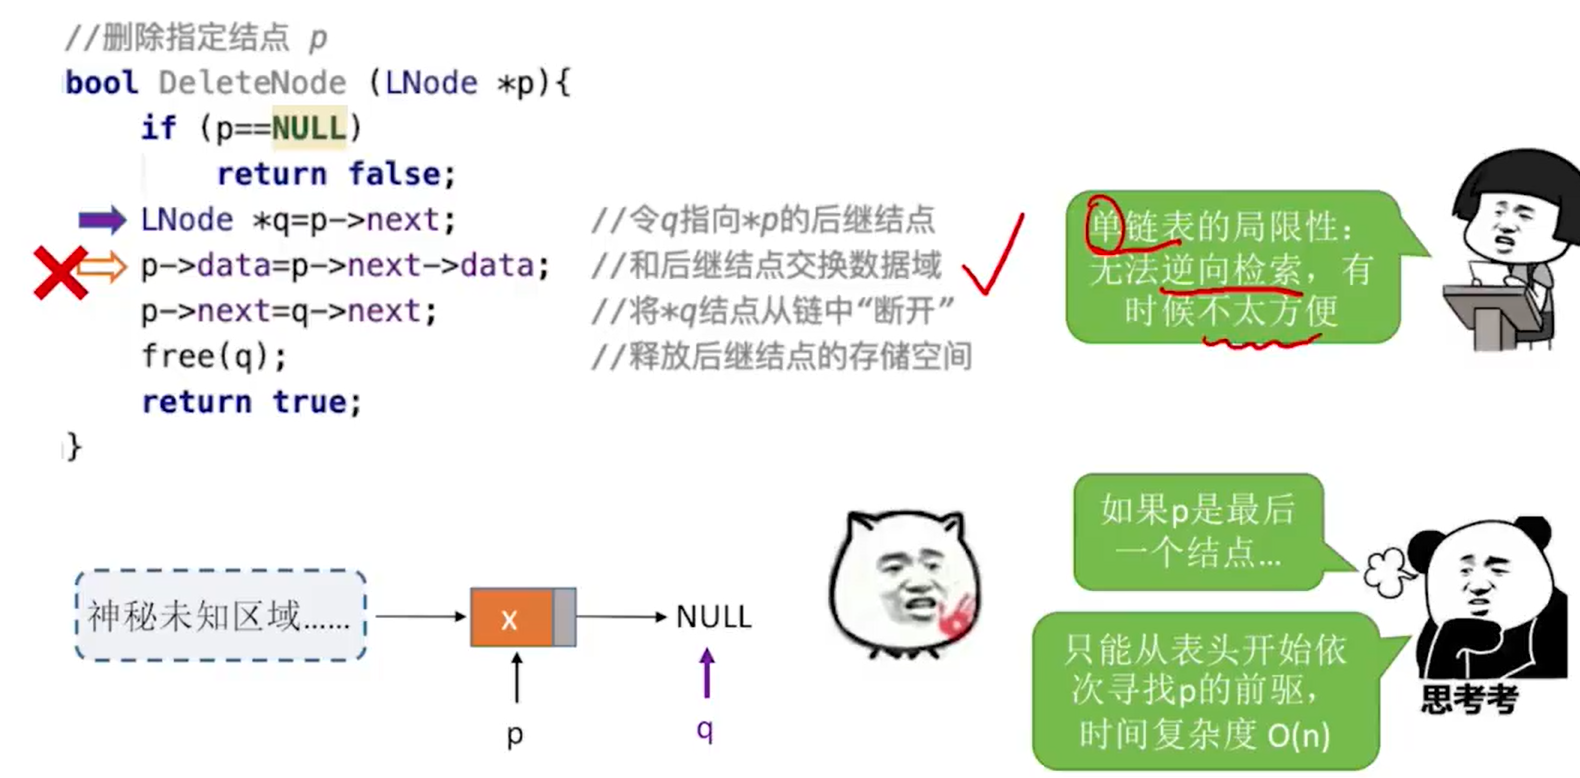 //删除指定结点 p
bool DeleteNode (LNode *p){
if (p==NULL)
return false;
LNode *q=p->next; //令q指向*p的后继结点
p->data=p->next->data; //和后继结点交换数据域
p->next=q->next; //将*q结点从链中“断开”
free(q); //释放后继结点的存储空间
return true;
}
单链表的局限性：
无法逆向检索，有
时候不太方便
如果p是最后
一个结点...
只能从表头开始依
次寻找p的前驱，
时间复杂度 O(n)
思考考
神秘未知区域......
x
NULL
p
q